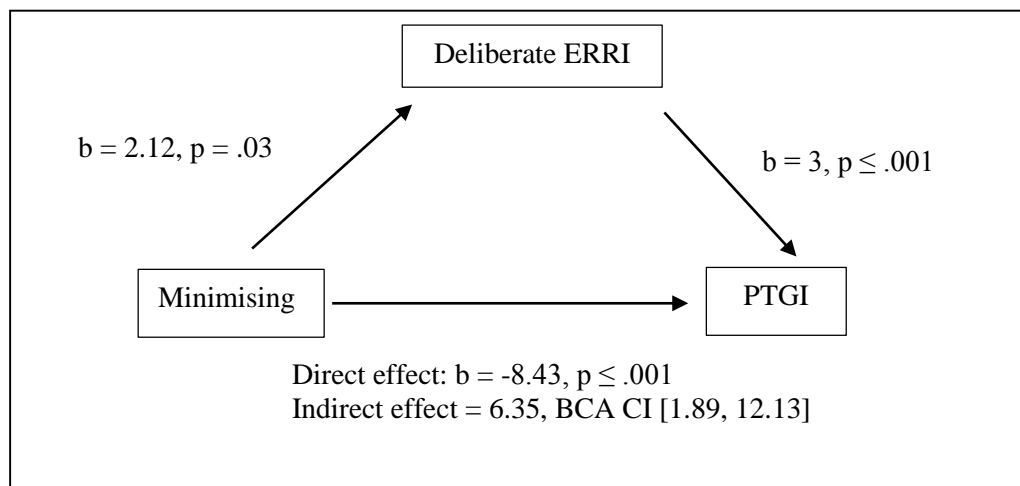 Deliberate ERRI
b = 2.12, p = .03
b = 3, p ≤ .001
Minimising
PTGI
Direct effect: b = -8.43, p ≤ .001
Indirect effect = 6.35, BCA CI [1.89, 12.13]